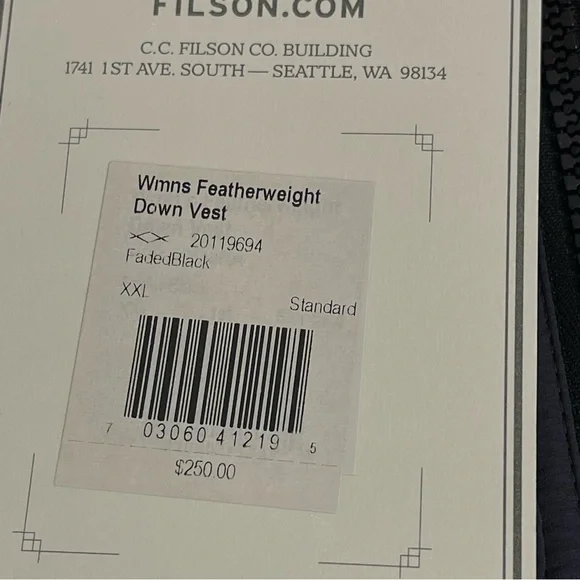 FILSON.COM
C.C. FILSON CO. BUILDING
1741 1ST AVE. SOUTH — SEATTLE, WA 98134
Wmns Featherweight
Down Vest
20119694
FadedBlack
XXL Standard
7 03060 41219 5
$250.00